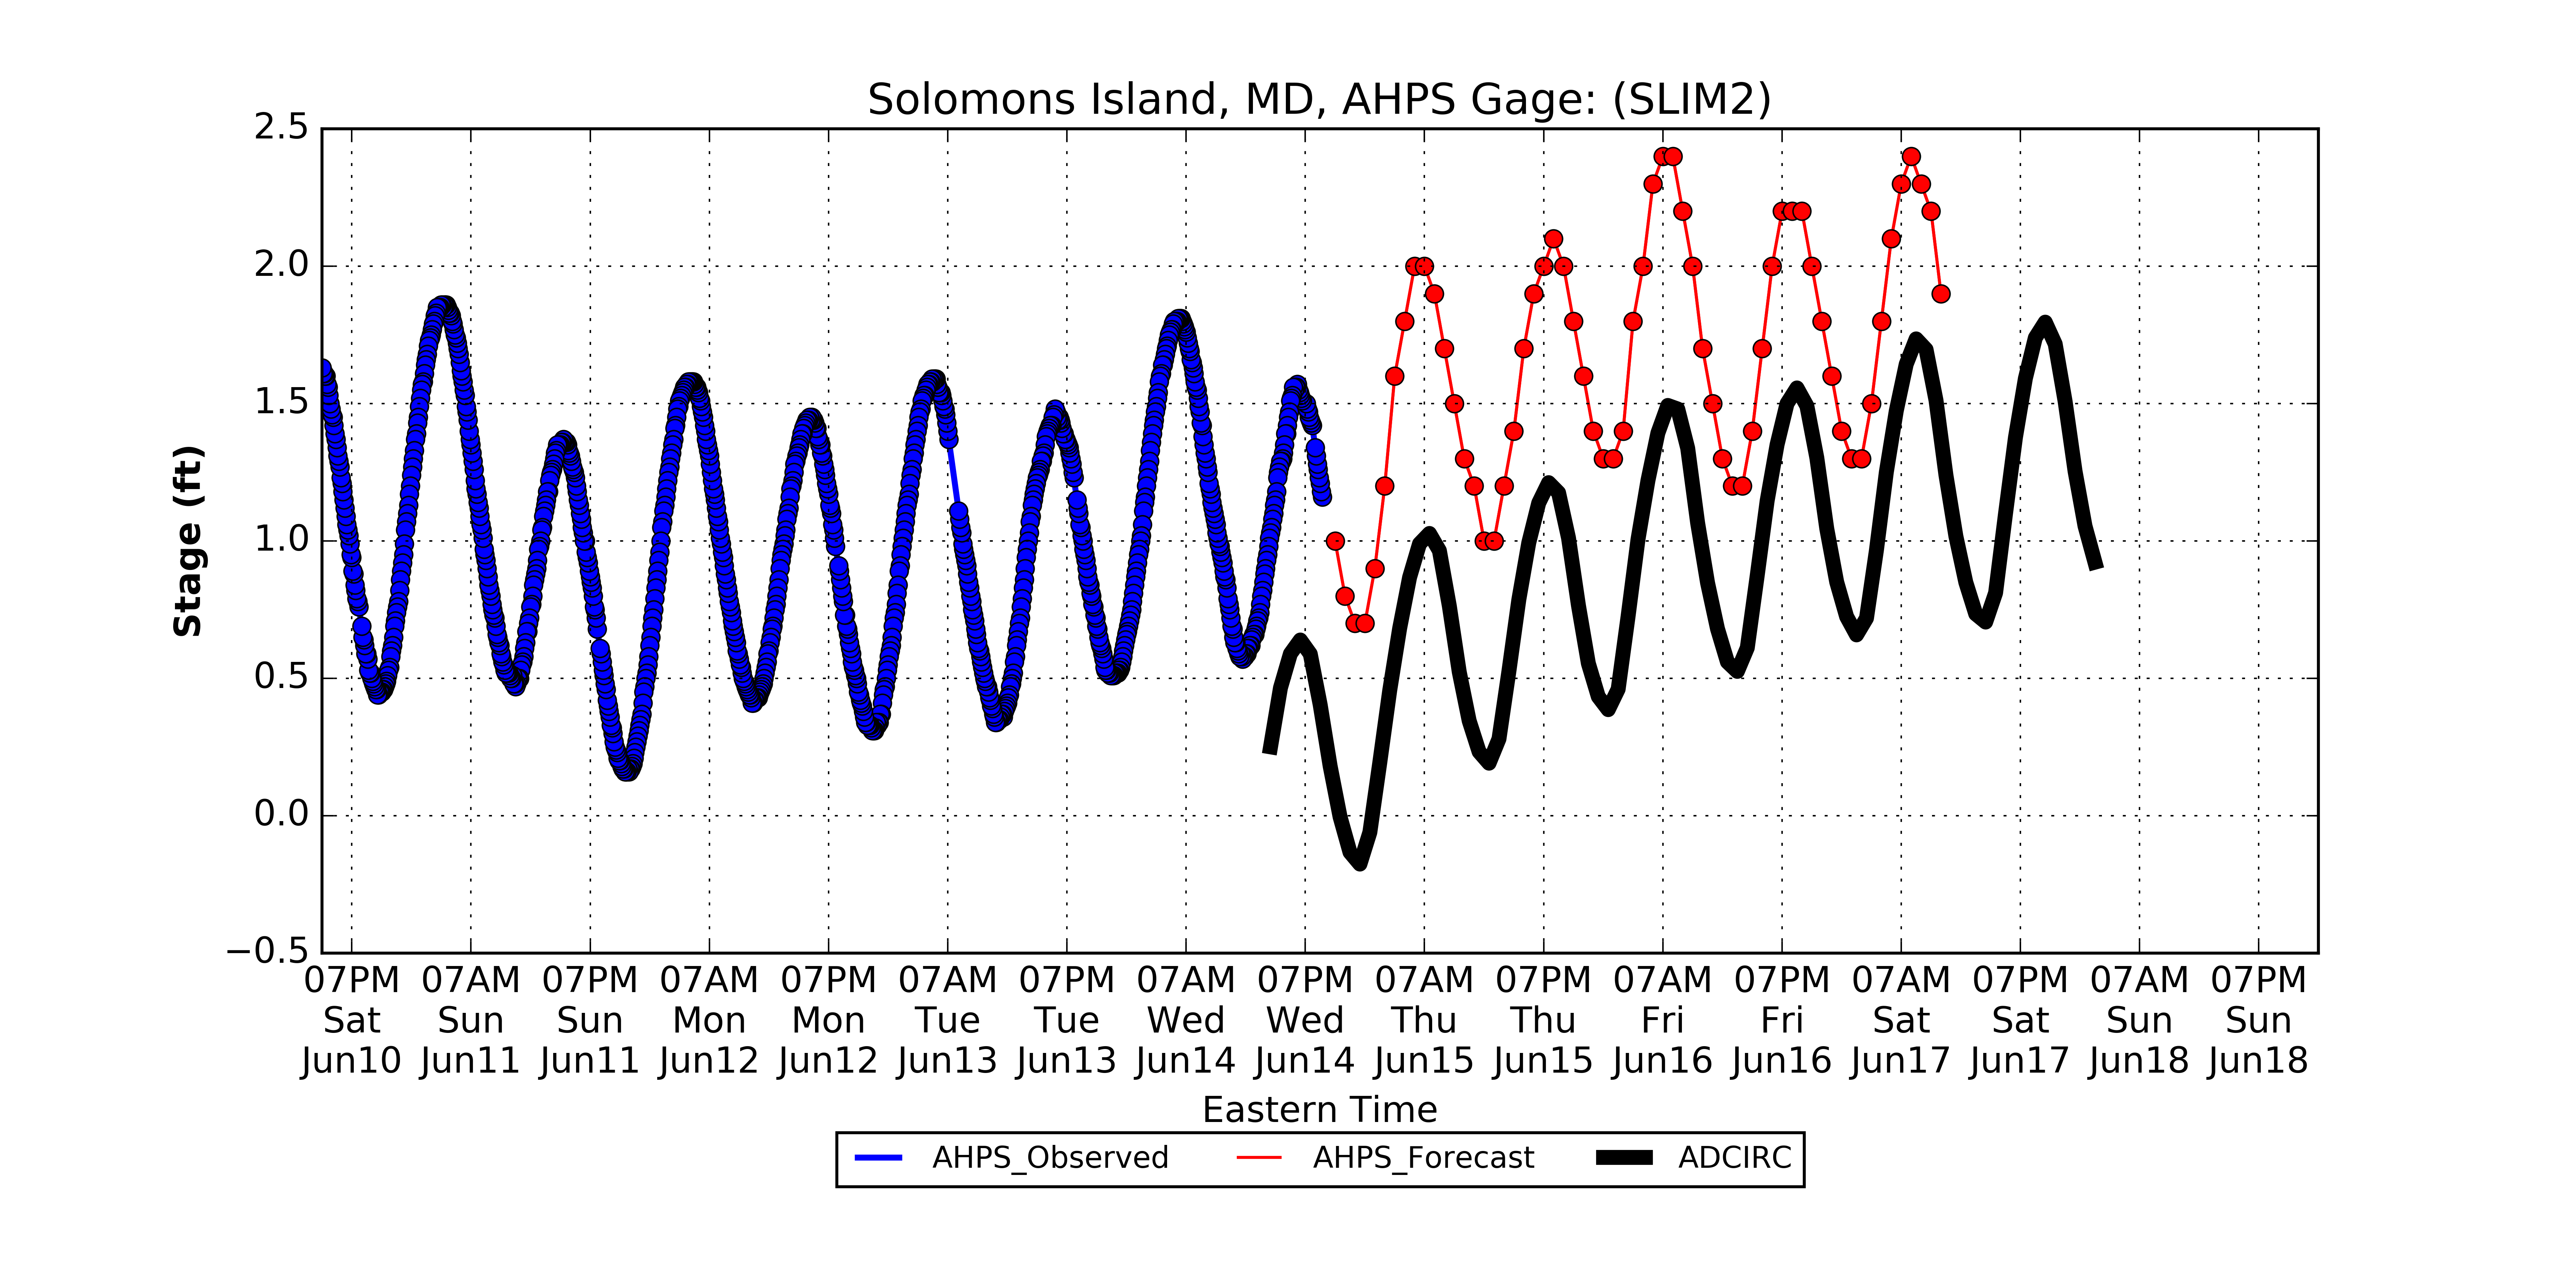 Solomons Island, MD, AHPS Gage: (SLIM2)
2.5
2.0
1.5
1.0
0.5
0.0
−0.5
Stage (ft)
07PM 07AM 07PM 07AM 07PM 07AM 07PM 07AM 07PM 07AM 07PM 07AM 07PM 07AM 07PM 07AM 07PM
Sat Sun Sun Mon Mon Tue Tue Wed Wed Thu Thu Fri Fri Sat Sat Sun Sun
Jun10 Jun11 Jun11 Jun12 Jun12 Jun13 Jun13 Jun14 Jun14 Jun15 Jun15 Jun16 Jun16 Jun17 Jun17 Jun18 Jun18
Eastern Time
AHPS_Observed AHPS_Forecast ADCIRC